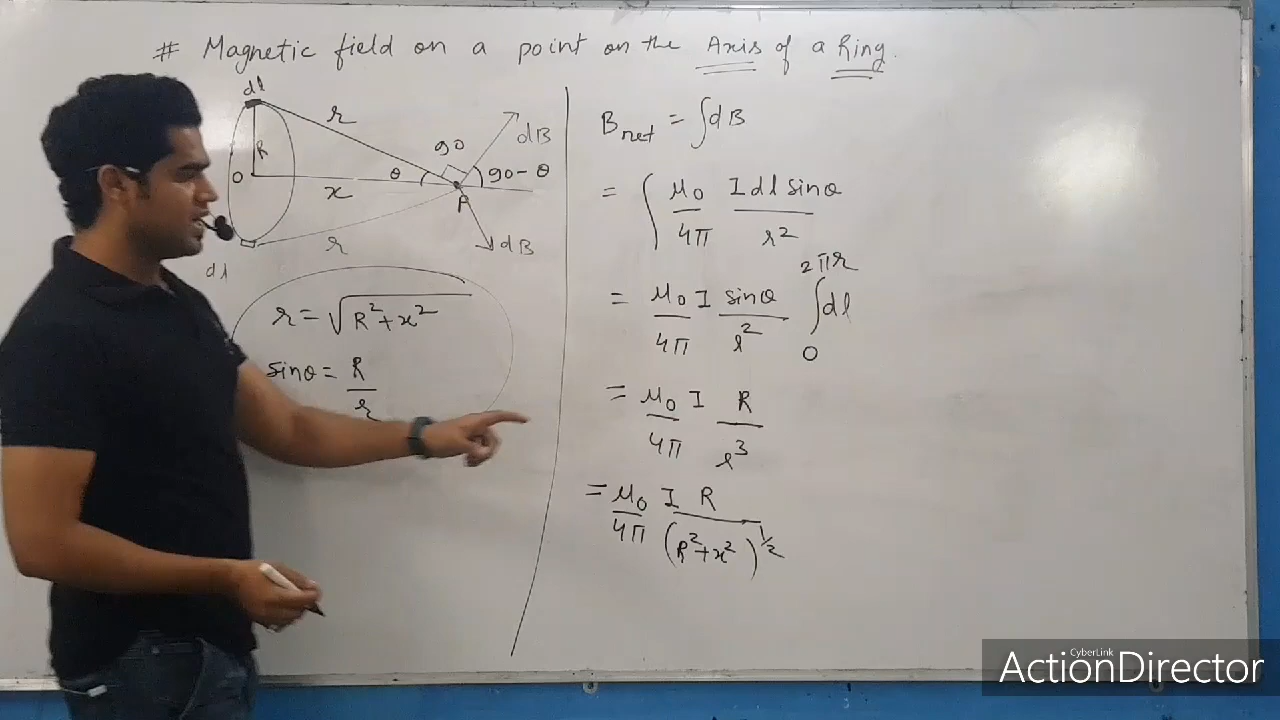 # Magnetic field on a point on the Axis of a Ring.
dl
r
R
90
dB
O
x
θ
90-θ
P
r
dB
dl
r = √R²+x²
sinθ = R/r
B net = ∫dB
= ∫ μ₀/4π I dl sinθ/r²
= μ₀/4π I sinθ/r² ∫₀^2πr dl
= μ₀/4π I R/r³
= μ₀/4π I R/(R²+x²)^1/2
CyberLink
ActionDirector